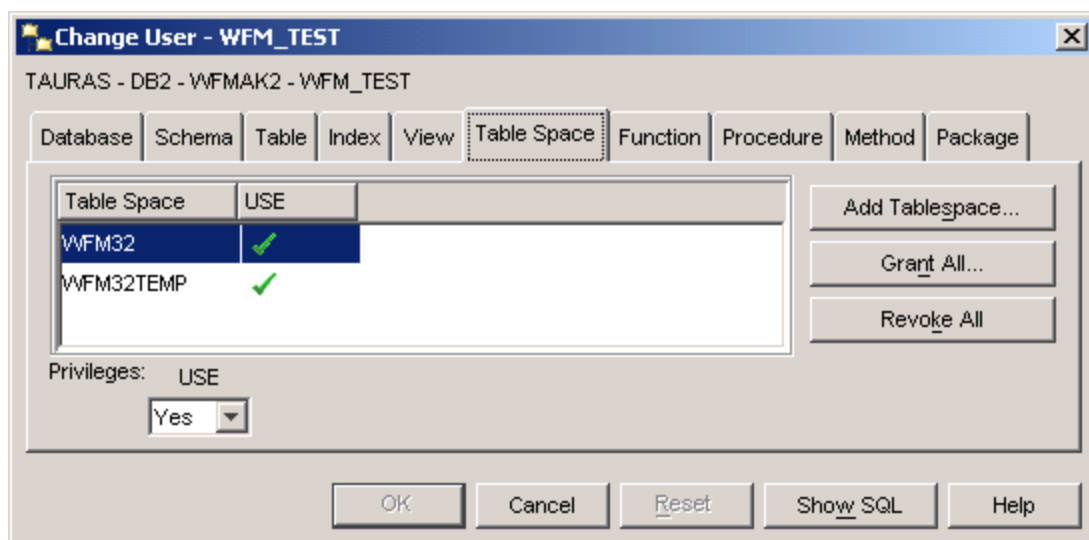 Change User - WFM_TEST
TAURAS - DB2 - WFMAK2 - WFM_TEST
Database Schema Table Index View Table Space Function Procedure Method Package
Table Space USE
Add Tablespace...
WFM32
Grant All...
WFM32TEMP
Revoke All
Privileges: USE
Yes
OK Cancel Reset Show SQL Help